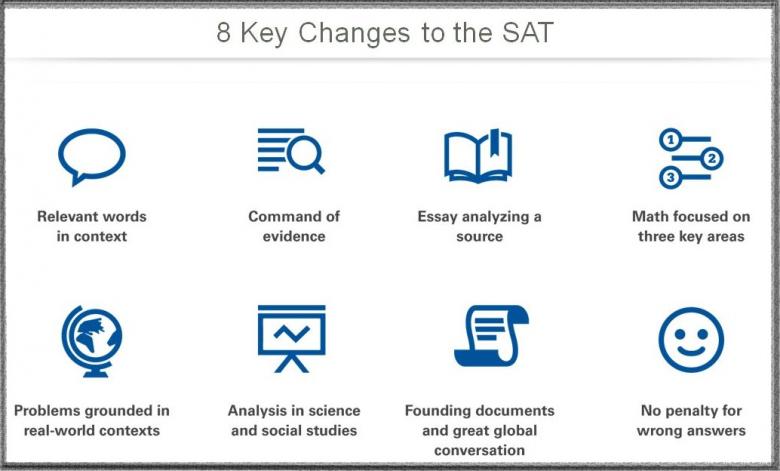 8 Key Changes to the SAT
Relevant words
in context
Command of
evidence
Essay analyzing a
source
1
2
3
Math focused on
three key areas
Problems grounded in
real-world contexts
Analysis in science
and social studies
Founding documents
and great global
conversation
No penalty for
wrong answers